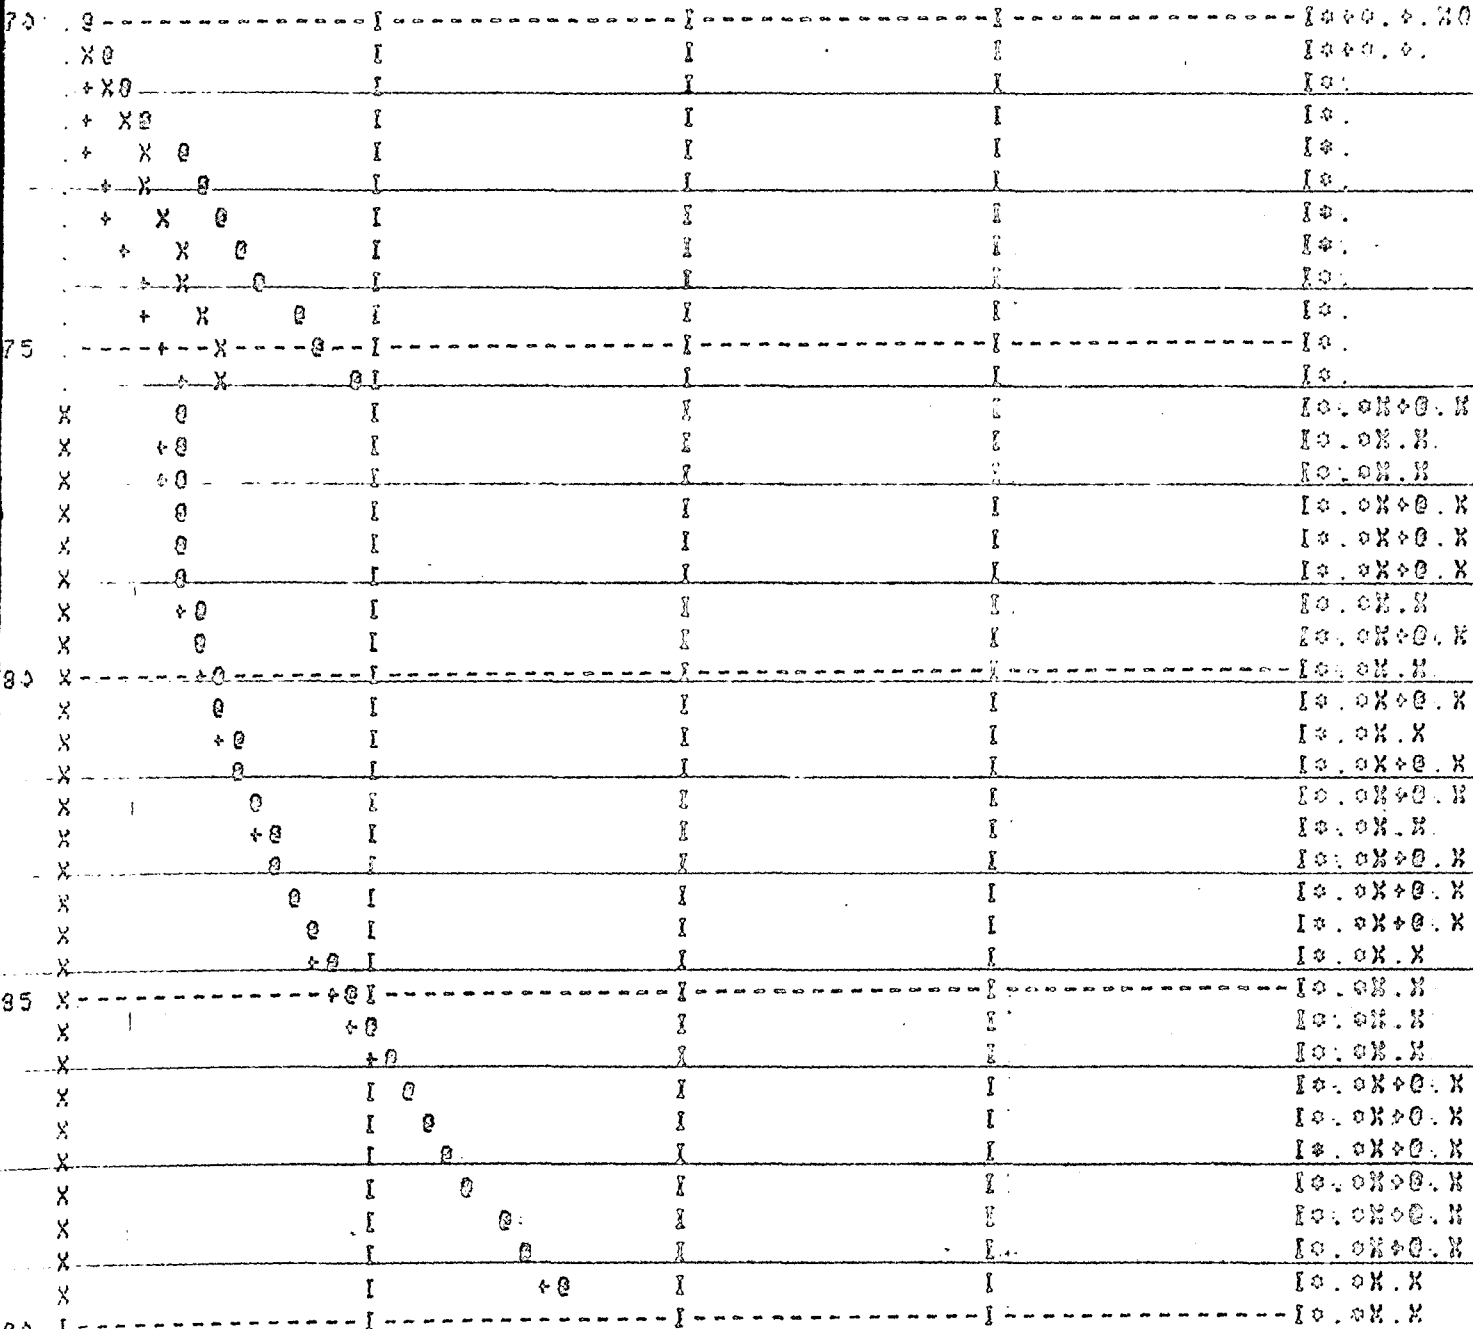 70 .@----------------I----------------I----------------I----------------I*+*.+.X@
.X@ I I I I*+*.+.
.+X@ I I I I*.
.+ X@ I I I I*.
.+ X @ I I I I*.
.+ X @ I I I I*.
. + X @ I I I I*.
. + X @ I I I I*.
. + X @ I I I I*.
. + X @ I I I I*.
75 .----+--X----@--I----------------I----------------I----------------I*.
. + X @I I I I*.
X @ I I I I*.*X+@.X
X +@ I I I I*.*X.X
X +@ I I I I*.*X.X
X @ I I I I*.*X+@.X
X @ I I I I*.*X+@.X
X @ I I I I*.*X+@.X
X +@ I I I I*.*X.X
X @ I I I I*.*X+@.X
80 X-------+@-------I----------------I----------------I----------------I*.*X.X
X @ I I I I*.*X+@.X
X +@ I I I I*.*X.X
X @ I I I I*.*X+@.X
X @ I I I I*.*X+@.X
X +@ I I I I*.*X.X
X @ I I I I*.*X+@.X
X @ I I I I*.*X+@.X
X @ I I I I*.*X+@.X
X +@ I I I I*.*X.X
85 X--------------+@I----------------I----------------I----------------I*.*X.X
X +@ I I I*.*X.X
X +@ I I I*.*X.X
X I @ I I I*.*X+@.X
X I @ I I I*.*X+@.X
X I @ I I I*.*X+@.X
X I @ I I I*.*X+@.X
X I @ I I I*.*X+@.X
X I @ I I I*.*X+@.X
X I +@ I I I*.*X.X
I----------------I----------------I----------------I----------------I*.*X.X